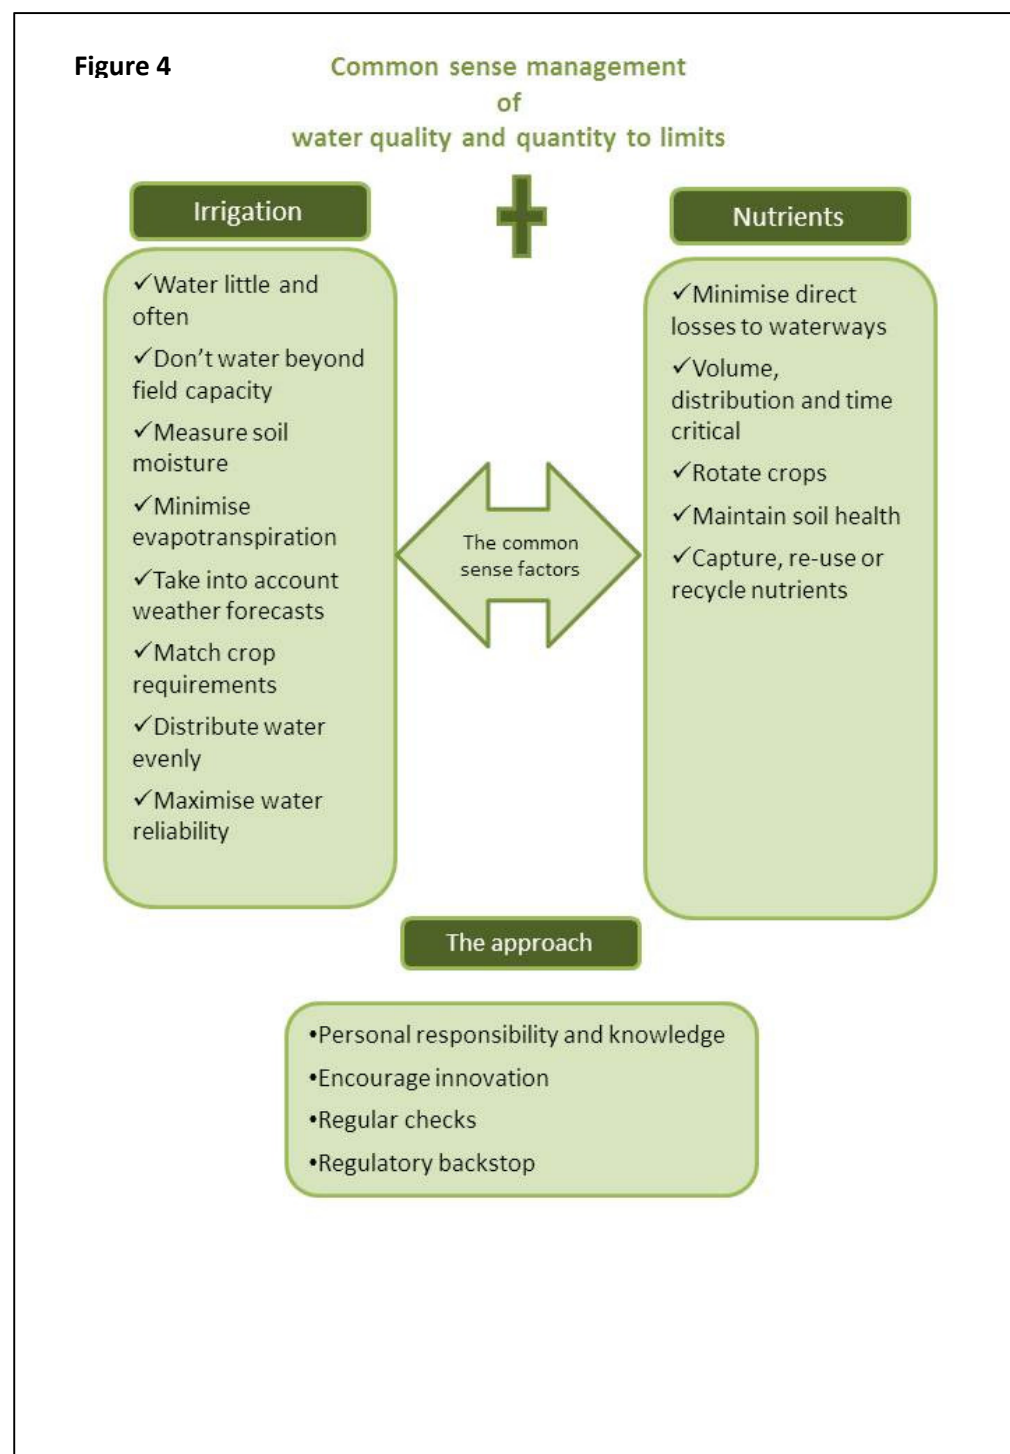 Figure 4
Common sense management
of
water quality and quantity to limits
Irrigation
✓Water little and
often
✓Don’t water beyond
field capacity
✓Measure soil
moisture
✓Minimise
evapotranspiration
✓Take into account
weather forecasts
✓Match crop
requirements
✓Distribute water
evenly
✓Maximise water
reliability
The common
sense factors
Nutrients
✓Minimise direct
losses to waterways
✓Volume,
distribution and time
critical
✓Rotate crops
✓Maintain soil health
✓Capture, re-use or
recycle nutrients
The approach
•Personal responsibility and knowledge
•Encourage innovation
•Regular checks
•Regulatory backstop